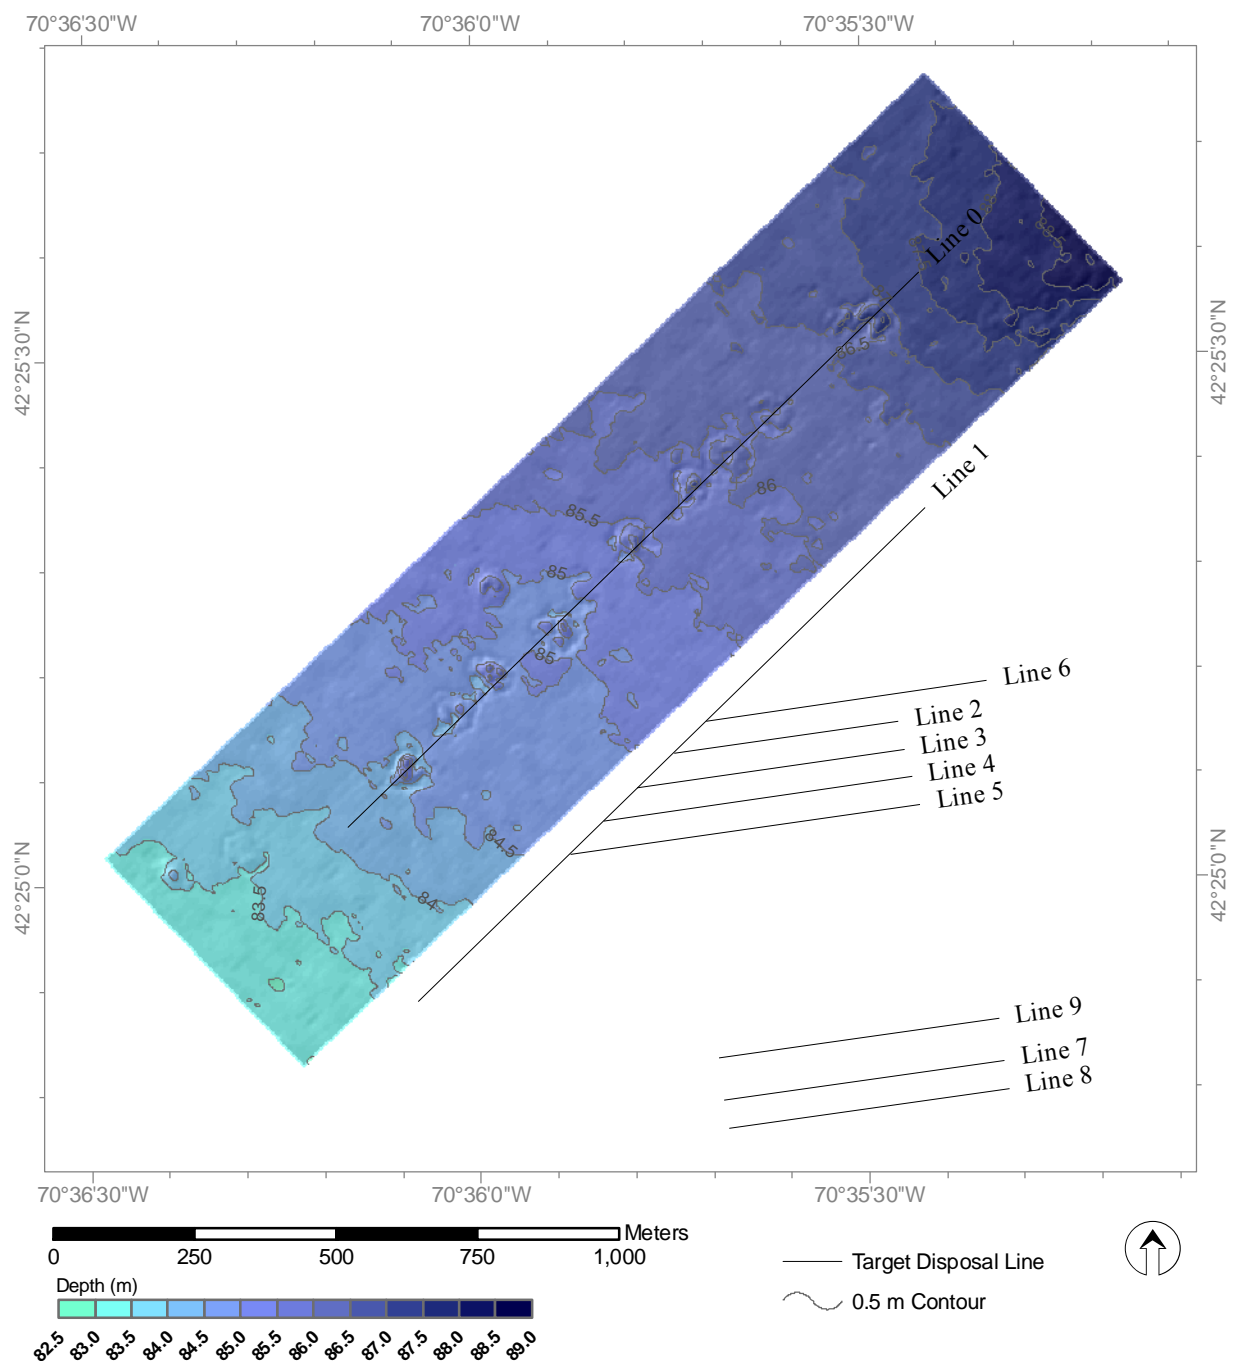 70°36'30"W 70°36'0"W 70°35'30"W
Line 0
88.5
42°25'30"N
42°25'30"N
86.5
Line 1
86
85.5
85
85
Line 6
Line 2
Line 3
Line 4
Line 5
84.5
84
83.5
42°25'0"N
42°25'0"N
Line 9
Line 7
Line 8
70°36'30"W 70°36'0"W 70°35'30"W
Meters
0 250 500 750 1,000
Target Disposal Line
Depth (m)
0.5 m Contour
82.5 83.0 83.5 84.0 84.5 85.0 85.5 86.0 86.5 87.0 87.5 88.0 88.5 89.0